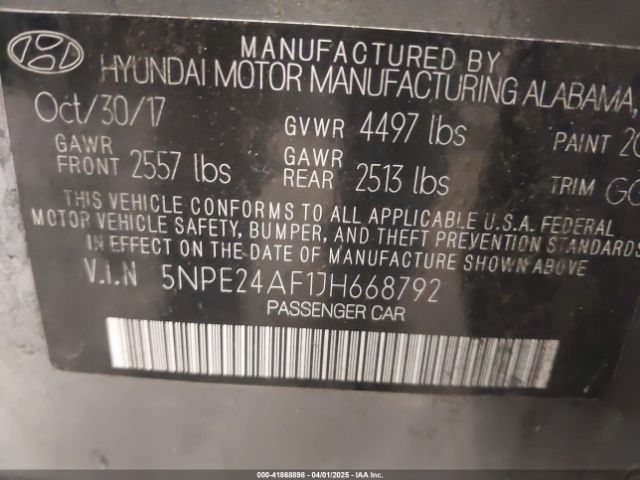 MANUFACTURED BY
HYUNDAI MOTOR MANUFACTURING ALABAMA,
Oct/30/17
GVWR 4497 lbs
PAINT
GAWR FRONT 2557 lbs
GAWR REAR 2513 lbs
TRIM
THIS VEHICLE CONFORMS TO ALL APPLICABLE U.S.A. FEDERAL
MOTOR VEHICLE SAFETY, BUMPER, AND THEFT PREVENTION STA
IN EFFECT ON THE DATE OF MANUFACTURE SHOWN ABOVE.
V.I.N 5NPE24AF1JH668792
PASSENGER CAR
000-41868898 - 04/01/2025 - IAA Inc.